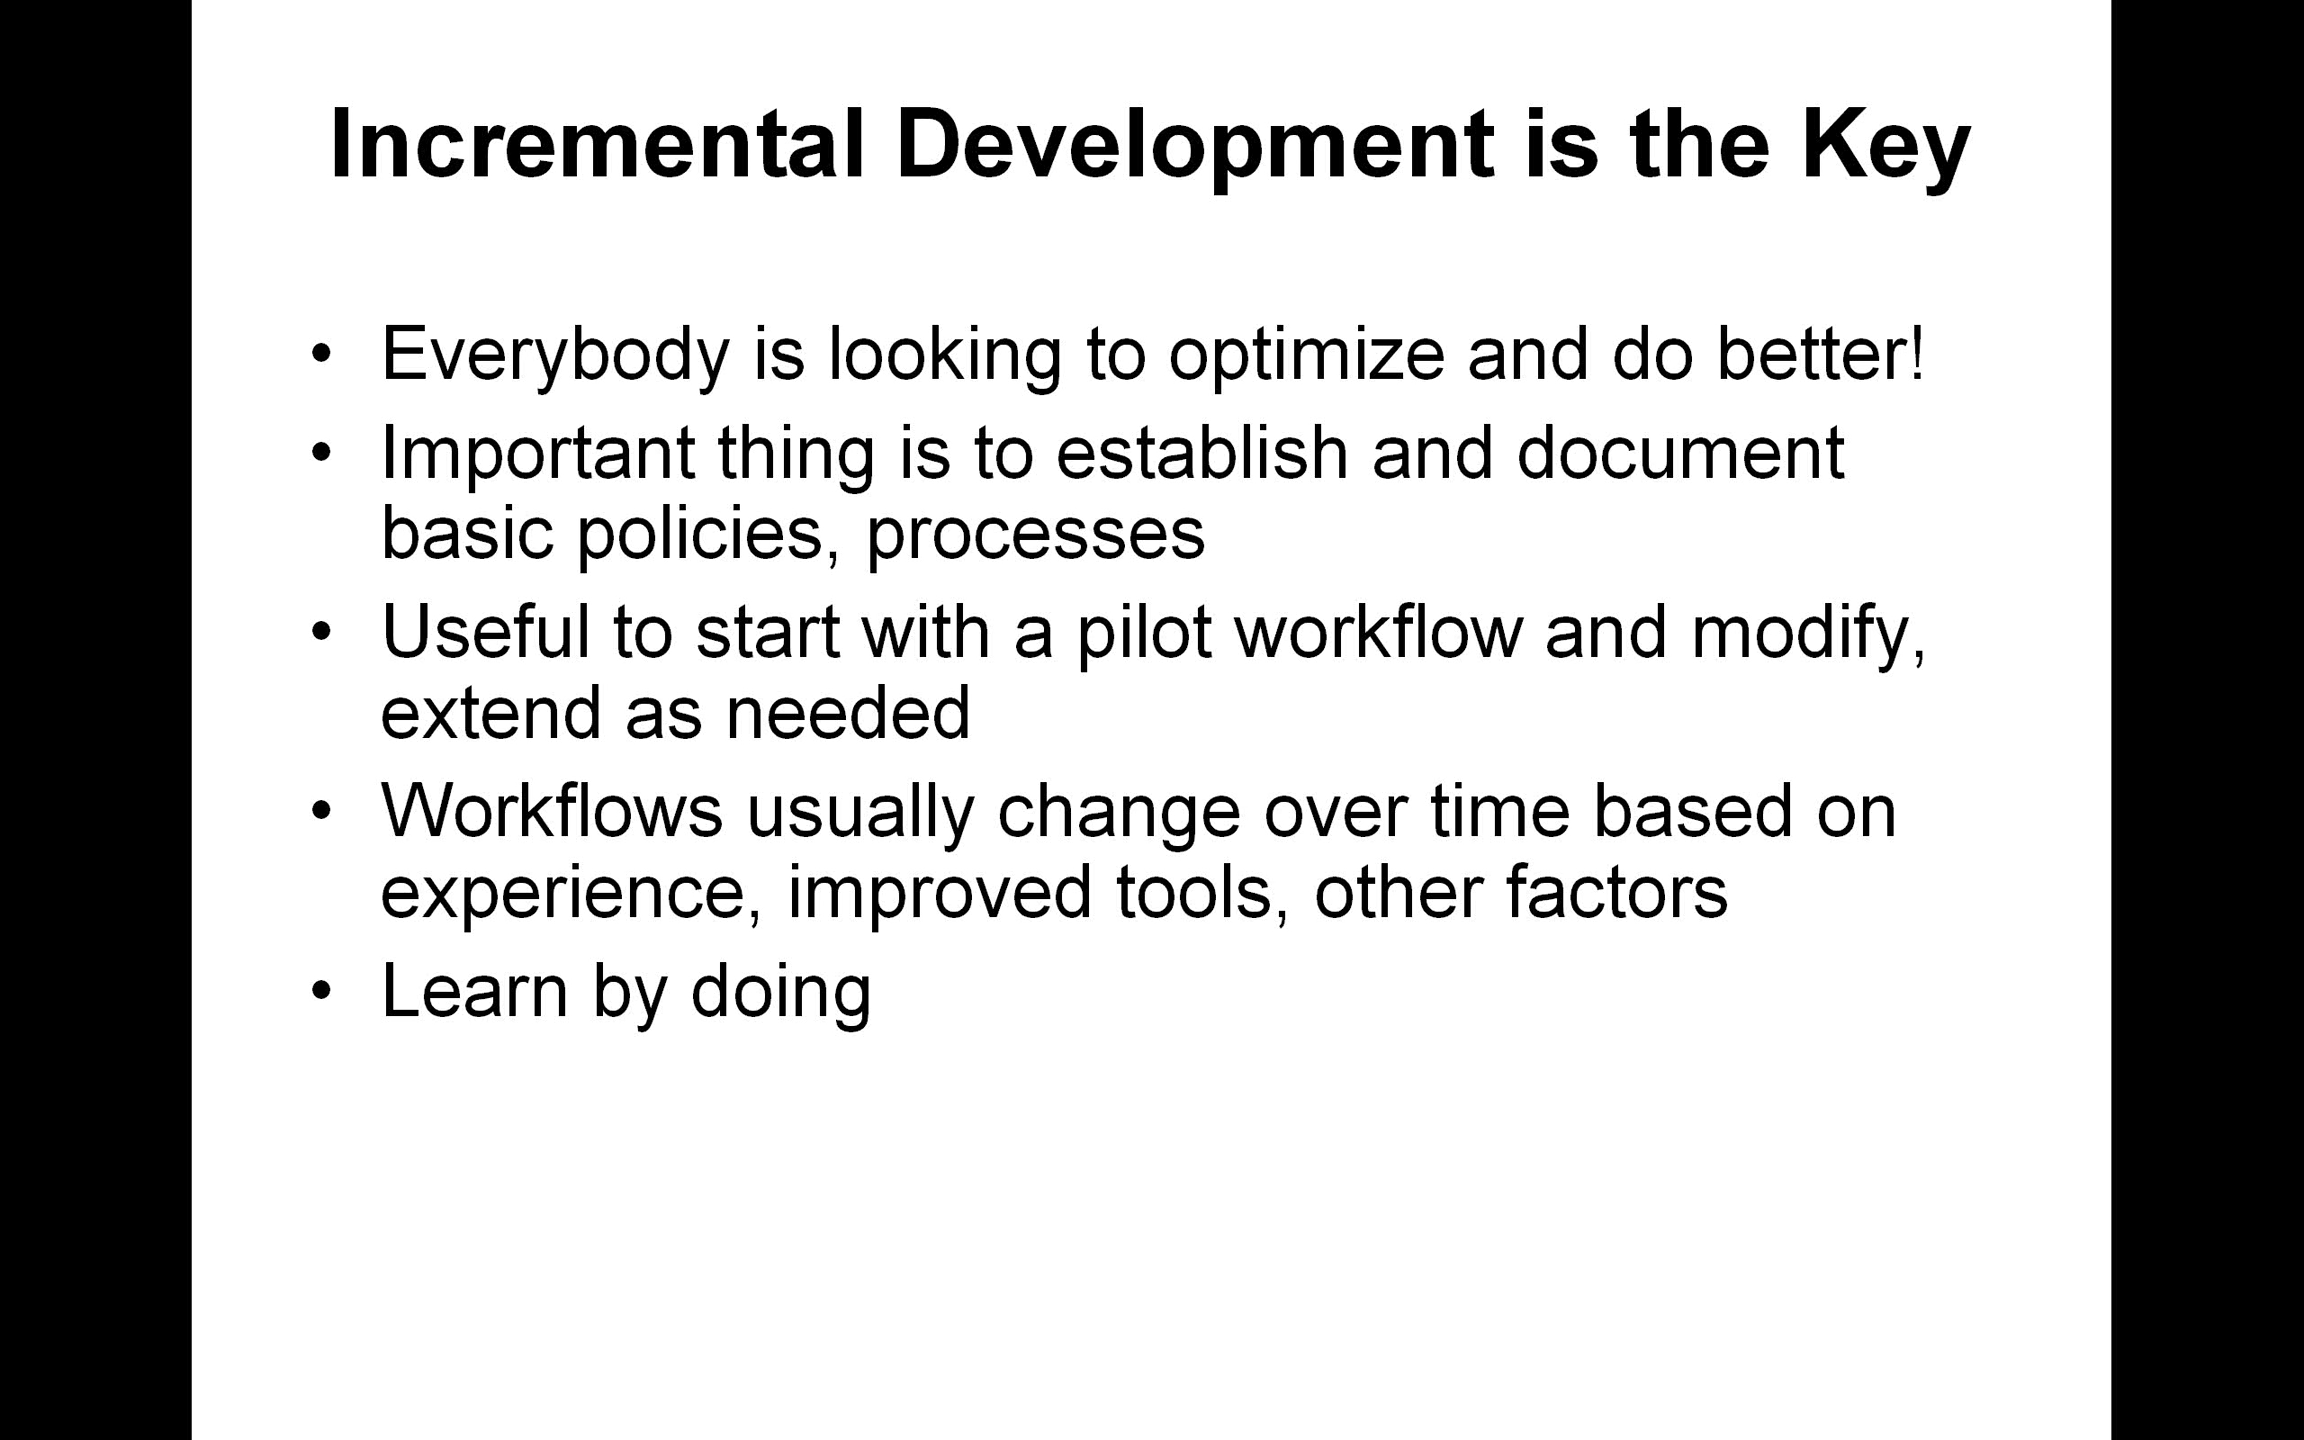 Incremental Development is the Key
• Everybody is looking to optimize and do better!
• Important thing is to establish and document
basic policies, processes
• Useful to start with a pilot workflow and modify,
extend as needed
• Workflows usually change over time based on
experience, improved tools, other factors
• Learn by doing